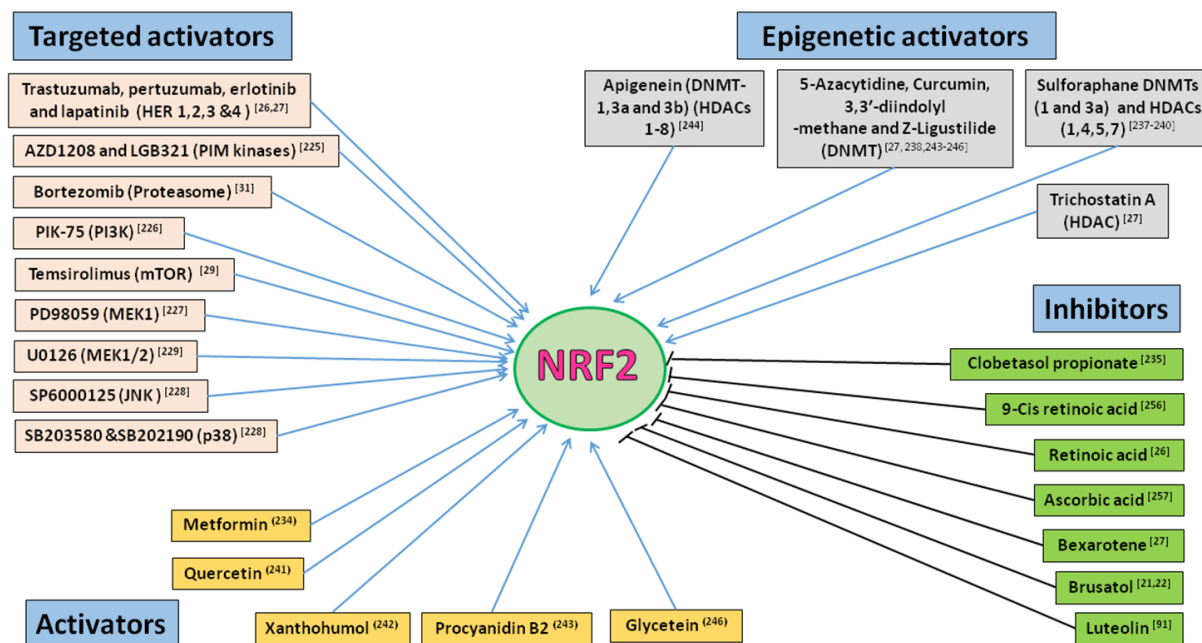 Targeted activators
Trastuzumab, pertuzumab, erlotinib
and lapatinib (HER 1,2,3 &4 ) [26,27]
AZD1208 and LGB321 (PIM kinases) [225]
Bortezomib (Proteasome) [31]
PIK-75 (PI3K) [226]
Temsirolimus (mTOR) [29]
PD98059 (MEK1) [227]
U0126 (MEK1/2) [229]
SP6000125 (JNK ) [228]
SB203580 &SB202190 (p38) [228]
Epigenetic activators
Apigenein (DNMT-
1,3a and 3b) (HDACs
1-8) [244]
5-Azacytidine, Curcumin,
3,3’-diindolyl
-methane and Z-Ligustilide
(DNMT) [27, 238,243-246]
Sulforaphane DNMTs
(1 and 3a) and HDACs
(1,4,5,7) [237-240]
Trichostatin A
(HDAC) [27]
NRF2
Inhibitors
Clobetasol propionate [235]
9-Cis retinoic acid [256]
Retinoic acid [26]
Ascorbic acid [257]
Bexarotene [27]
Brusatol [21,22]
Luteolin [91]
Metformin (234)
Quercetin (241)
Activators
Xanthohumol (242)
Procyanidin B2 (243)
Glycetein (246)